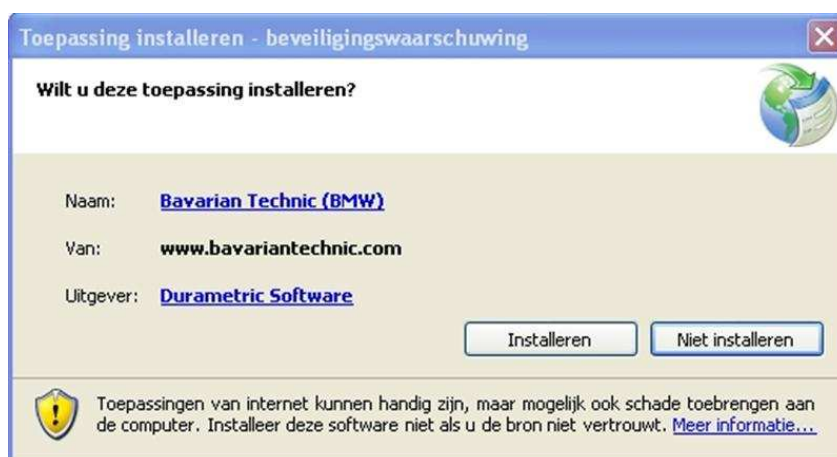 Toepassing installeren - beveiligingswaarschuwing
Wilt u deze toepassing installeren?
Naam: Bavarian Technic (BMW)
Van: www.bavariantechnic.com
Uitgever: Durametric Software
Installeren Niet installeren
Toepassingen van internet kunnen handig zijn, maar mogelijk ook schade toebrengen aan
de computer. Installeer deze software niet als u de bron niet vertrouwt. Meer informatie...